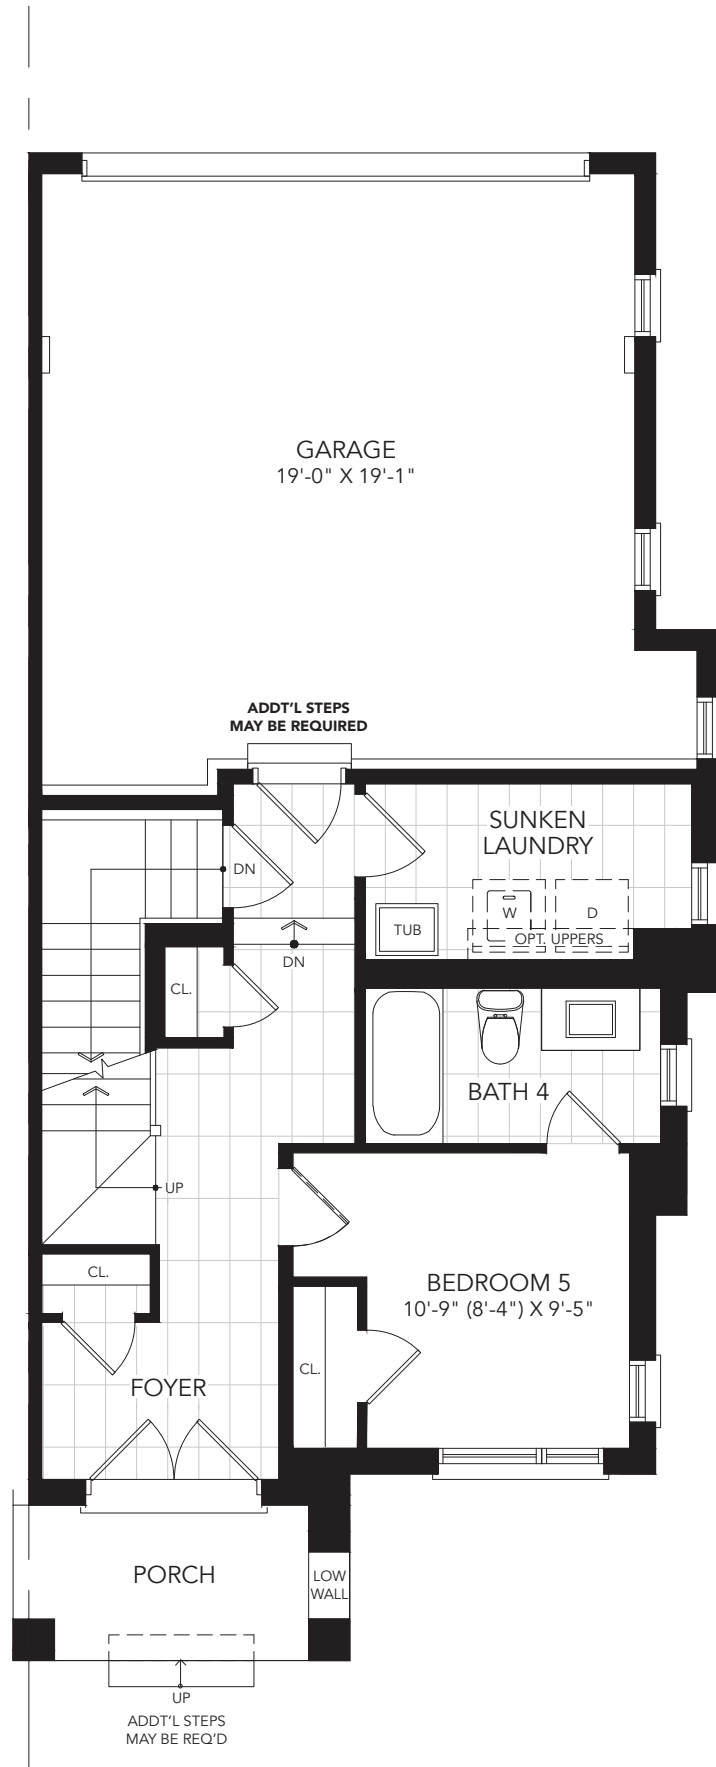 GARAGE
19'-0" X 19'-1"
ADDT'L STEPS
MAY BE REQUIRED
SUNKEN
LAUNDRY
DN
W
D
TUB
OPT. UPPERS
DN
CL.
BATH 4
UP
CL.
BEDROOM 5
10'-9" (8'-4") X 9'-5"
CL.
FOYER
PORCH
LOW
WALL
UP
ADDT'L STEPS
MAY BE REQ'D